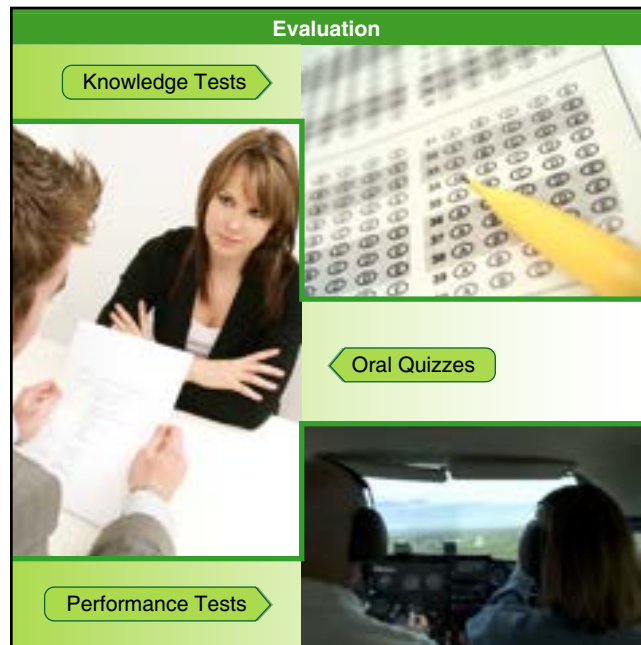 Evaluation
Knowledge Tests
Oral Quizzes
Performance Tests